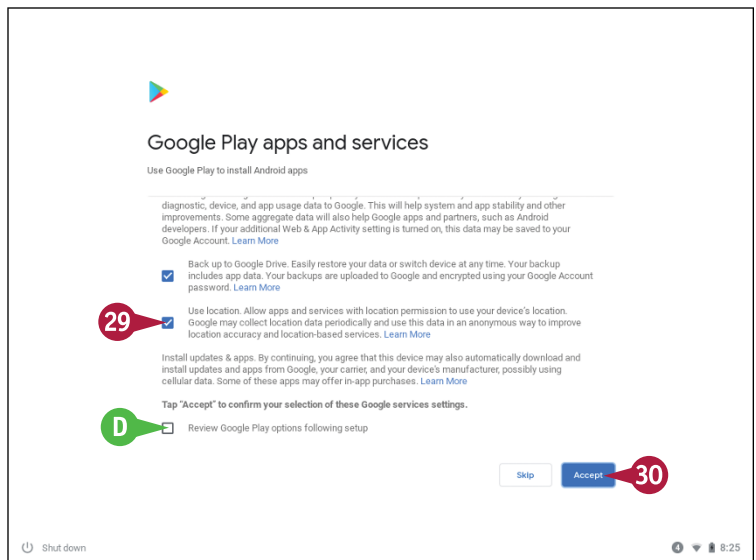 Google Play apps and services
Use Google Play to install Android apps
diagnostic, device, and app usage data to Google. This will help system and app stability and other
improvements. Some aggregate data will also help Google apps and partners, such as Android
developers. If your additional Web & App Activity setting is turned on, this data may be saved to your
Google Account. Learn More
Back up to Google Drive. Easily restore your data or switch device at any time. Your backup
includes app data. Your backups are uploaded to Google and encrypted using your Google Account
password. Learn More
Use location. Allow apps and services with location permission to use your device's location.
29
Google may collect location data periodically and use this data in an anonymous way to improve
location accuracy and location-based services. Learn More
Install updates & apps. By continuing, you agree that this device may also automatically download and
install updates and apps from Google, your carrier, and your device's manufacturer, possibly using
cellular data. Some of these apps may offer in-app purchases. Learn More
Tap "Accept" to confirm your selection of these Google services settings.
D
Review Google Play options following setup
Skip
Accept
30
Shut down
4
8:25